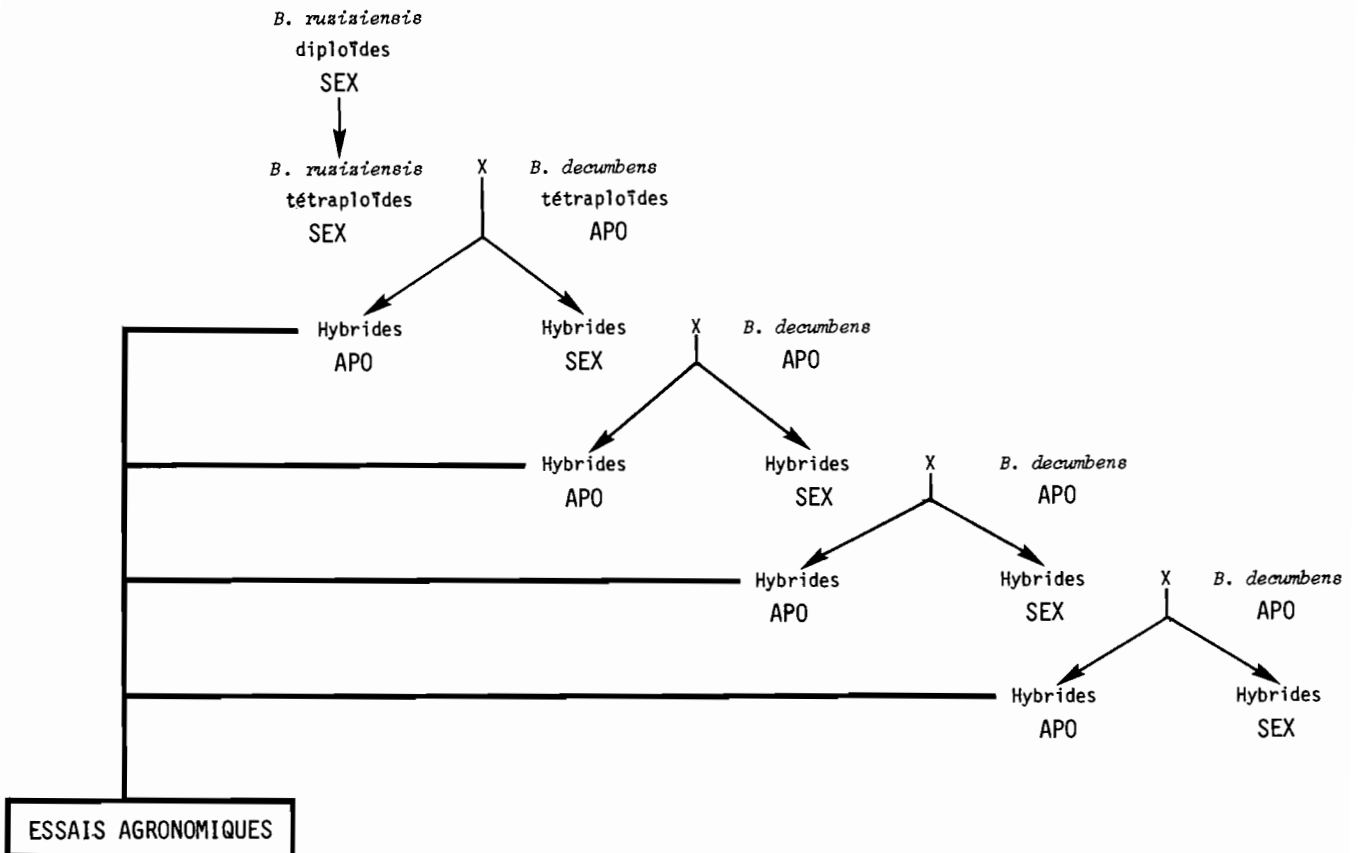 B. ruziziensis
diploïdes
SEX
B. ruziziensis X B. decumbens
tétraploïdes tétraploïdes
SEX APO
Hybrides Hybrides X B. decumbens
APO SEX APO
Hybrides Hybrides X B. decumbens
APO SEX APO
Hybrides Hybrides X B. decumbens
APO SEX APO
Hybrides Hybrides
APO SEX
ESSAIS AGRONOMIQUES